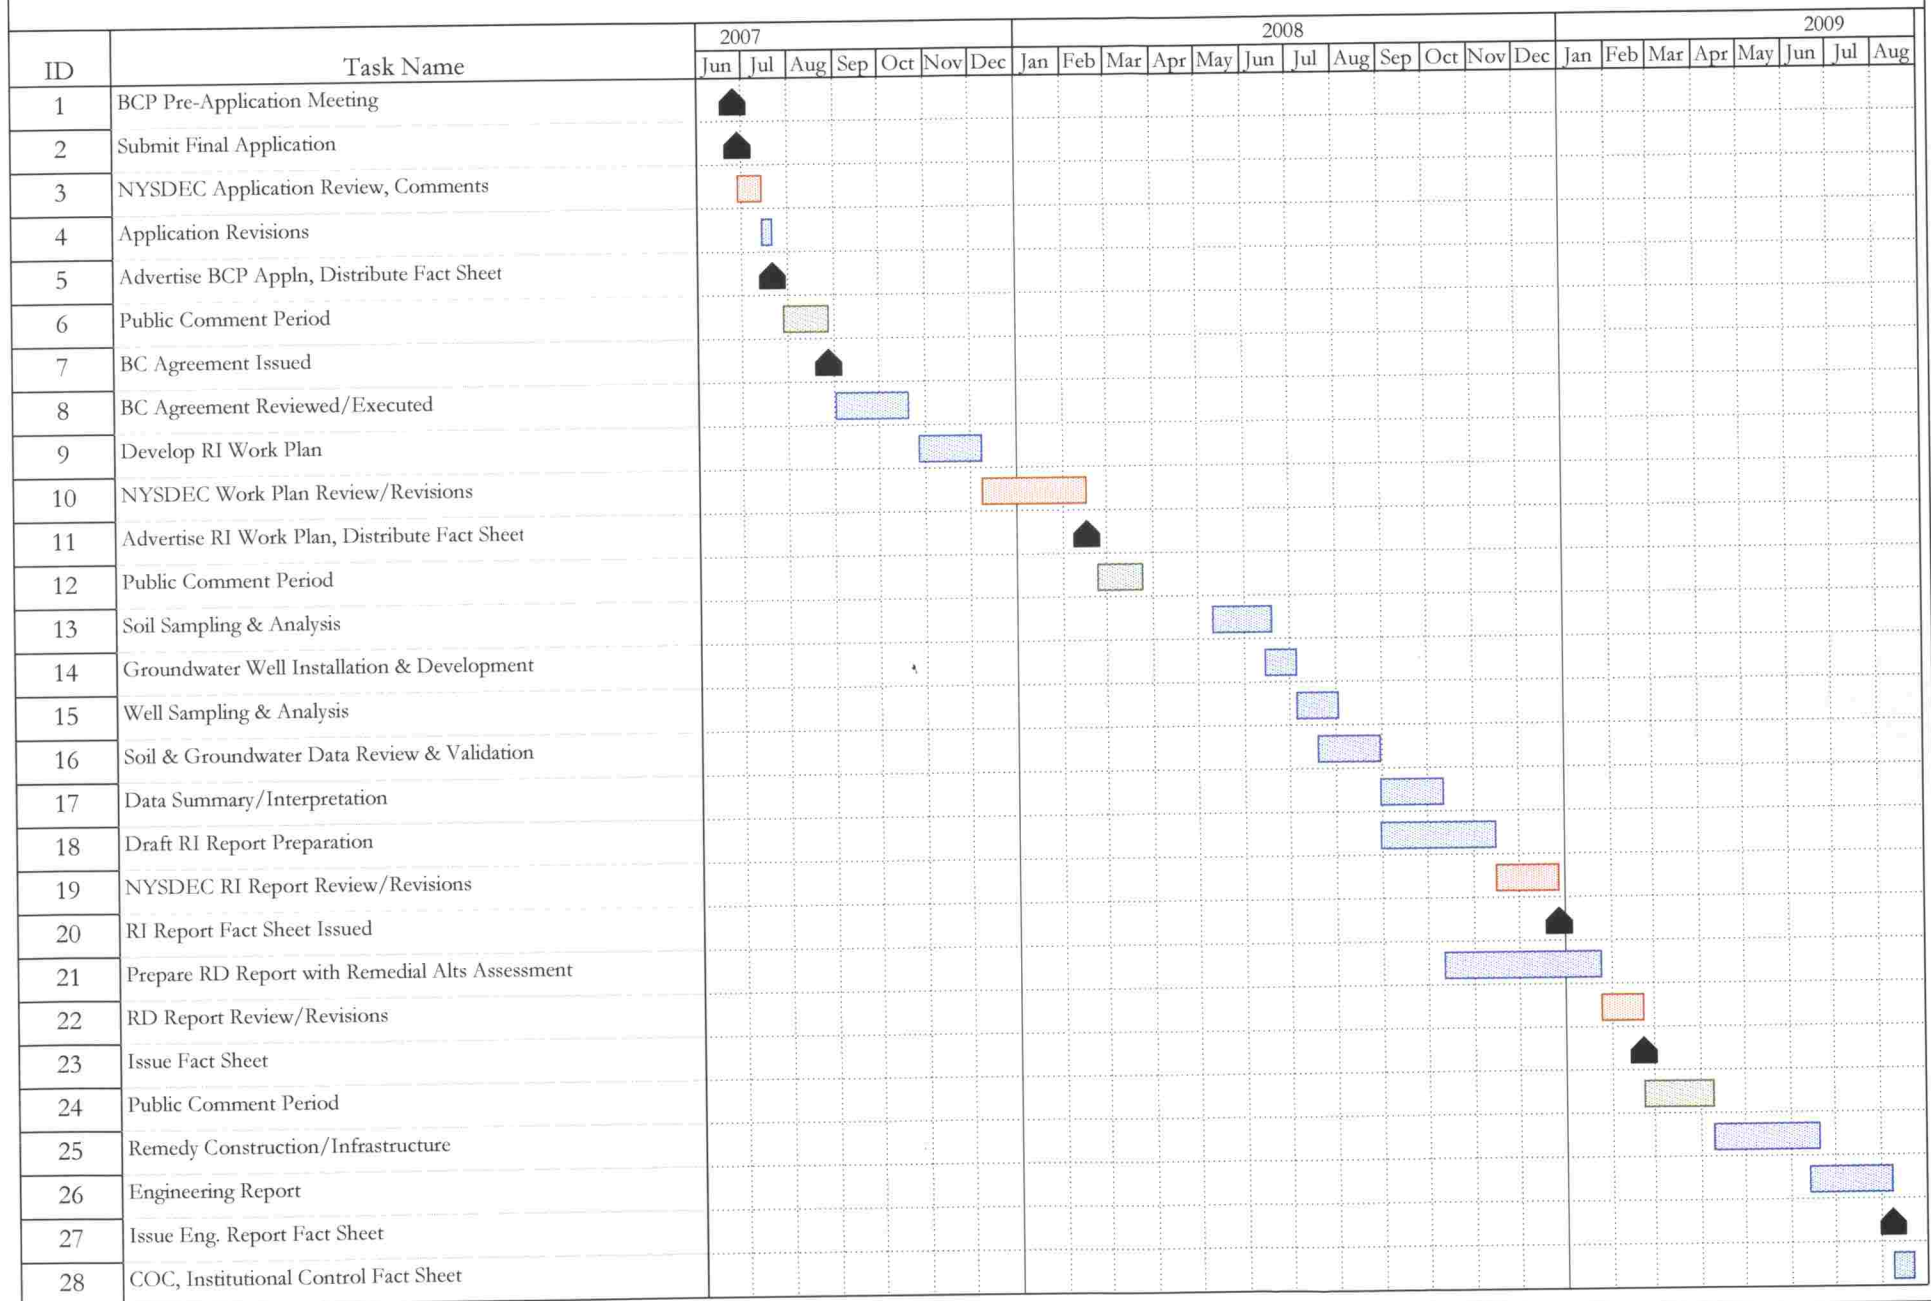 2007 2008 2009
ID Task Name Jun Jul Aug Sep Oct Nov Dec Jan Feb Mar Apr May Jun Jul Aug Sep Oct Nov Dec Jan Feb Mar Apr May Jun Jul Aug
1 BCP Pre-Application Meeting
2 Submit Final Application
3 NYSDEC Application Review, Comments
4 Application Revisions
5 Advertise BCP Appln, Distribute Fact Sheet
6 Public Comment Period
7 BC Agreement Issued
8 BC Agreement Reviewed/Executed
9 Develop RI Work Plan
10 NYSDEC Work Plan Review/Revisions
11 Advertise RI Work Plan, Distribute Fact Sheet
12 Public Comment Period
13 Soil Sampling & Analysis
14 Groundwater Well Installation & Development
15 Well Sampling & Analysis
16 Soil & Groundwater Data Review & Validation
17 Data Summary/Interpretation
18 Draft RI Report Preparation
19 NYSDEC RI Report Review/Revisions
20 RI Report Fact Sheet Issued
21 Prepare RD Report with Remedial Alts Assessment
22 RD Report Review/Revisions
23 Issue Fact Sheet
24 Public Comment Period
25 Remedy Construction/Infrastructure
26 Engineering Report
27 Issue Eng. Report Fact Sheet
28 COC, Institutional Control Fact Sheet